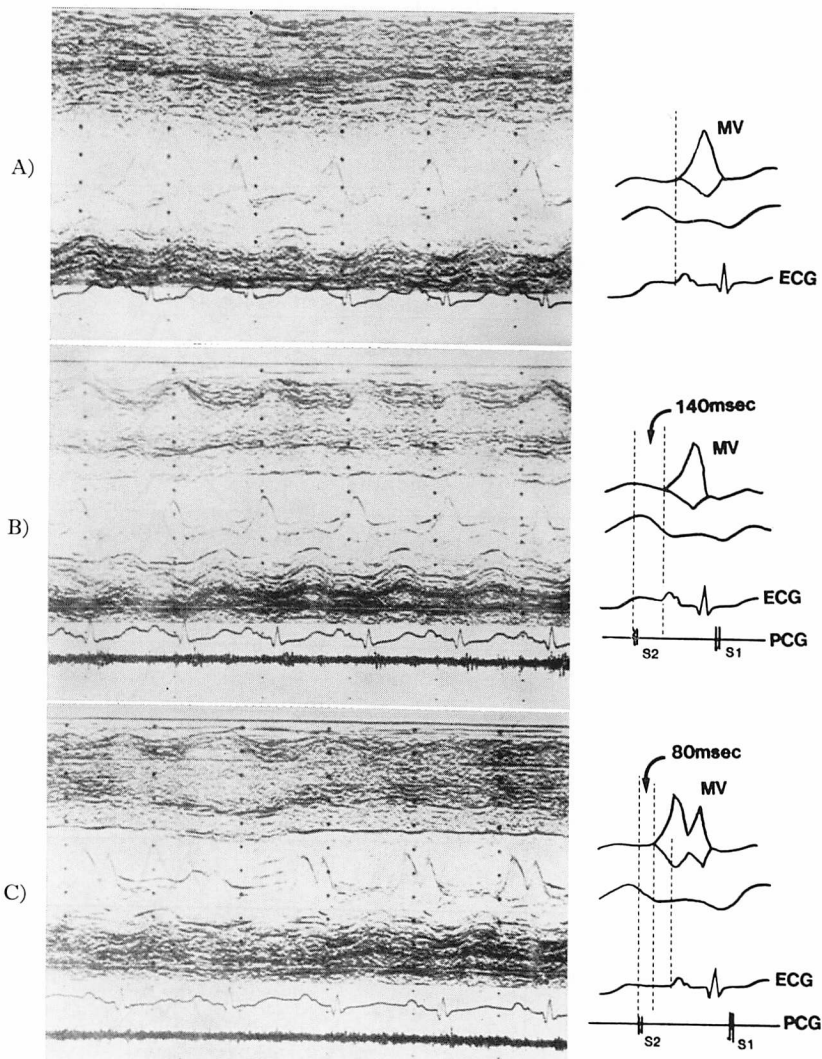 A)
MV
ECG
B)
140msec
MV
ECG
PCG
S2
S1
C)
80msec
MV
ECG
PCG
S2
S1